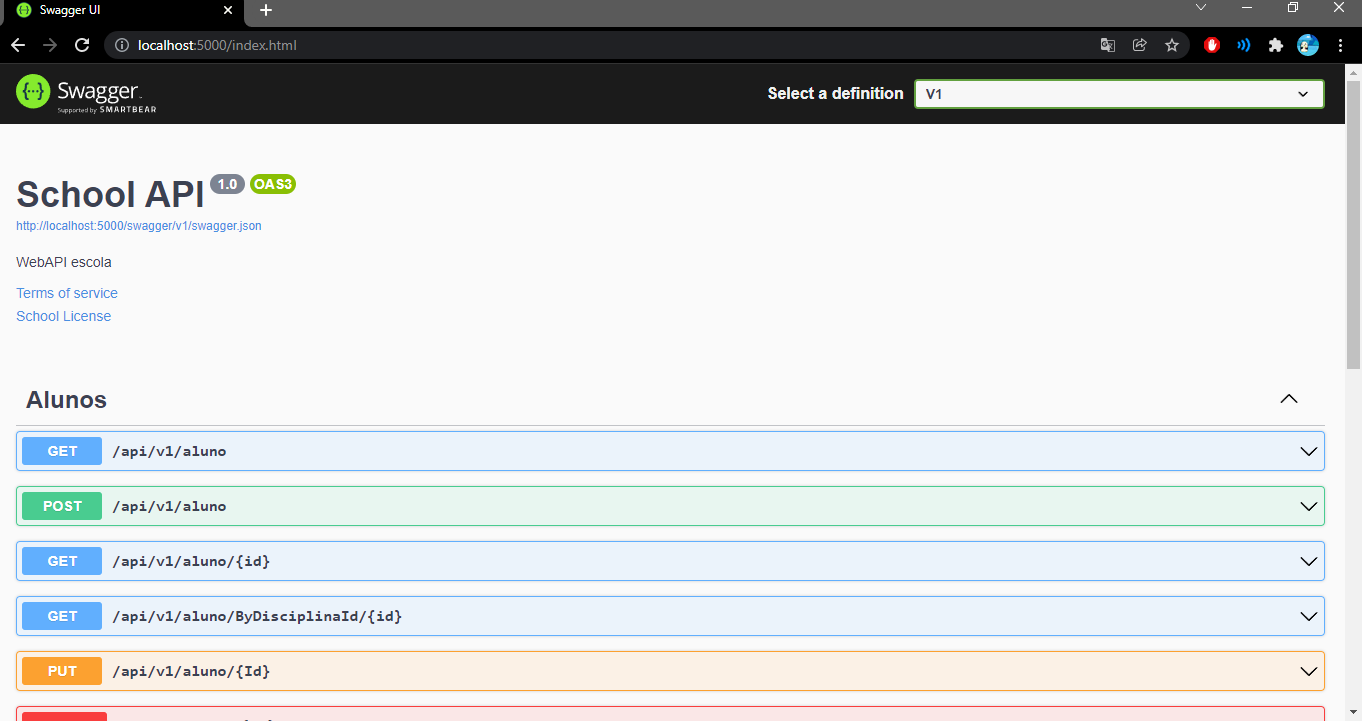 Swagger UI
localhost:5000/index.html
Swagger
Supported by SMARTBEAR
Select a definition
V1
School API 1.0 OAS3
http://localhost:5000/swagger/v1/swagger.json
WebAPI escola
Terms of service
School License
Alunos
GET /api/v1/aluno
POST /api/v1/aluno
GET /api/v1/aluno/{id}
GET /api/v1/aluno/ByDisciplinaId/{id}
PUT /api/v1/aluno/{Id}